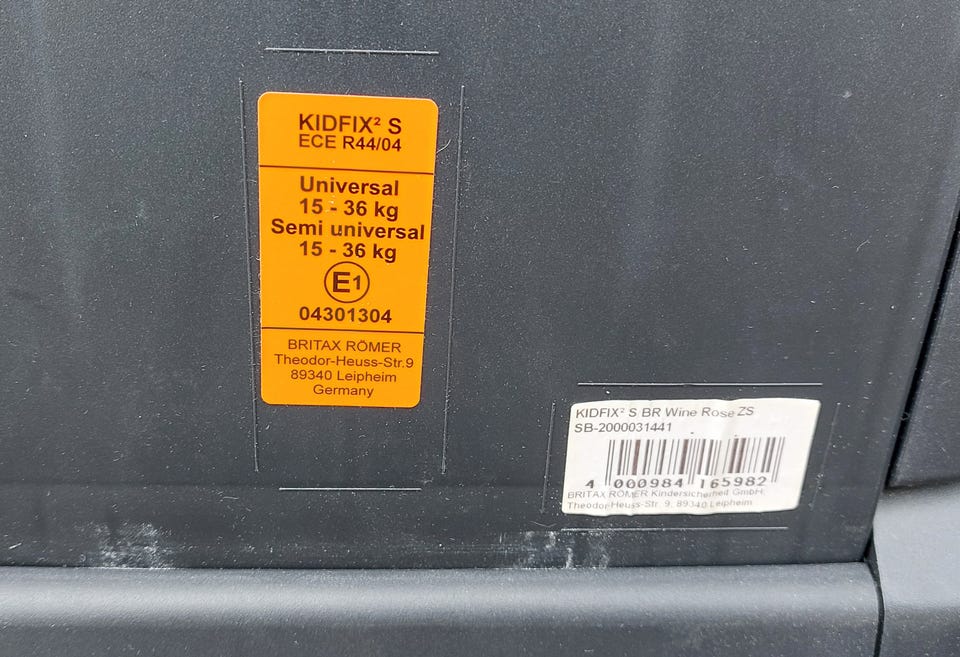 KIDFIX² S
ECE R44/04
Universal
15 - 36 kg
Semi universal
15 - 36 kg
E1
04301304
BRITAX RÖMER
Theodor-Heuss-Str.9
89340 Leipheim
Germany
KIDFIX² S BR Wine Rose ZS
SB-2000031441
4 000984 165982
BRITAX RÖMER Kindersicherheit GmbH,
Theodor-Heuss-Str. 9, 89340 Leipheim